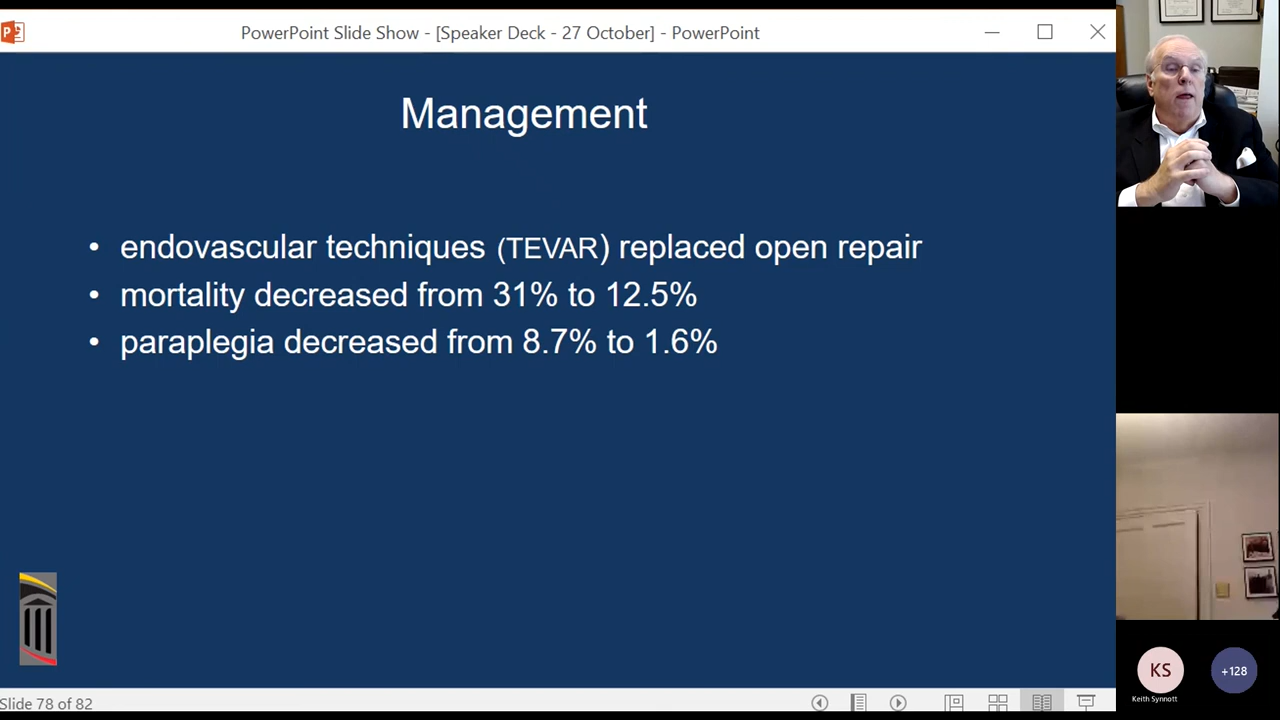 PowerPoint Slide Show - [Speaker Deck - 27 October] - PowerPoint
Management
• endovascular techniques (TEVAR) replaced open repair
• mortality decreased from 31% to 12.5%
• paraplegia decreased from 8.7% to 1.6%
Slide 78 of 82
KS
Keith Synnott
+128